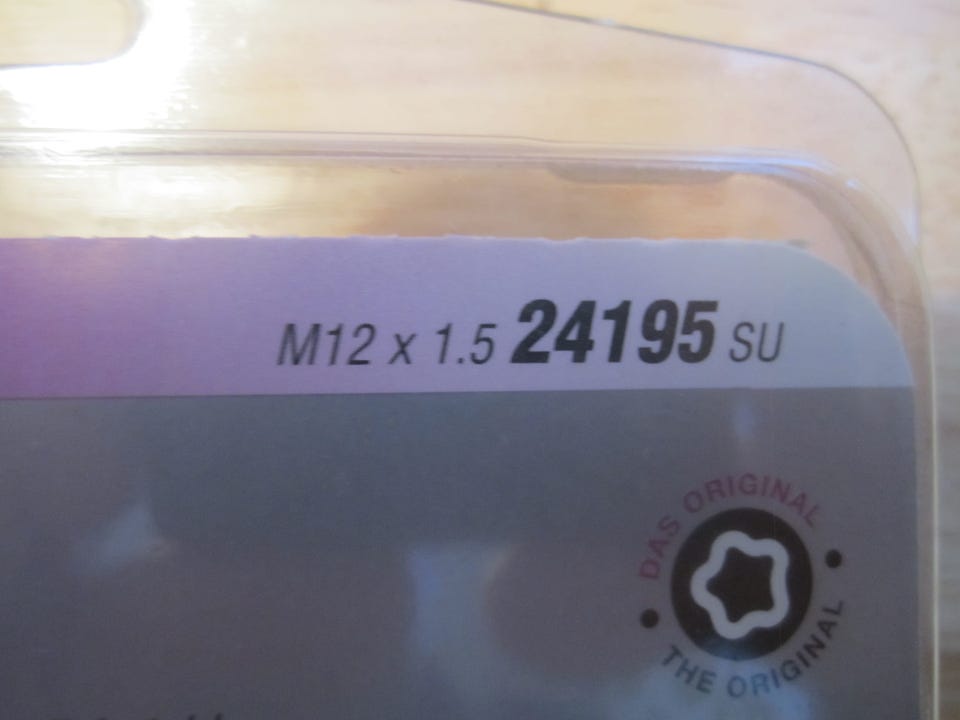 M12 x 1.5 24195 SU
DAS ORIGINAL
THE ORIGINAL